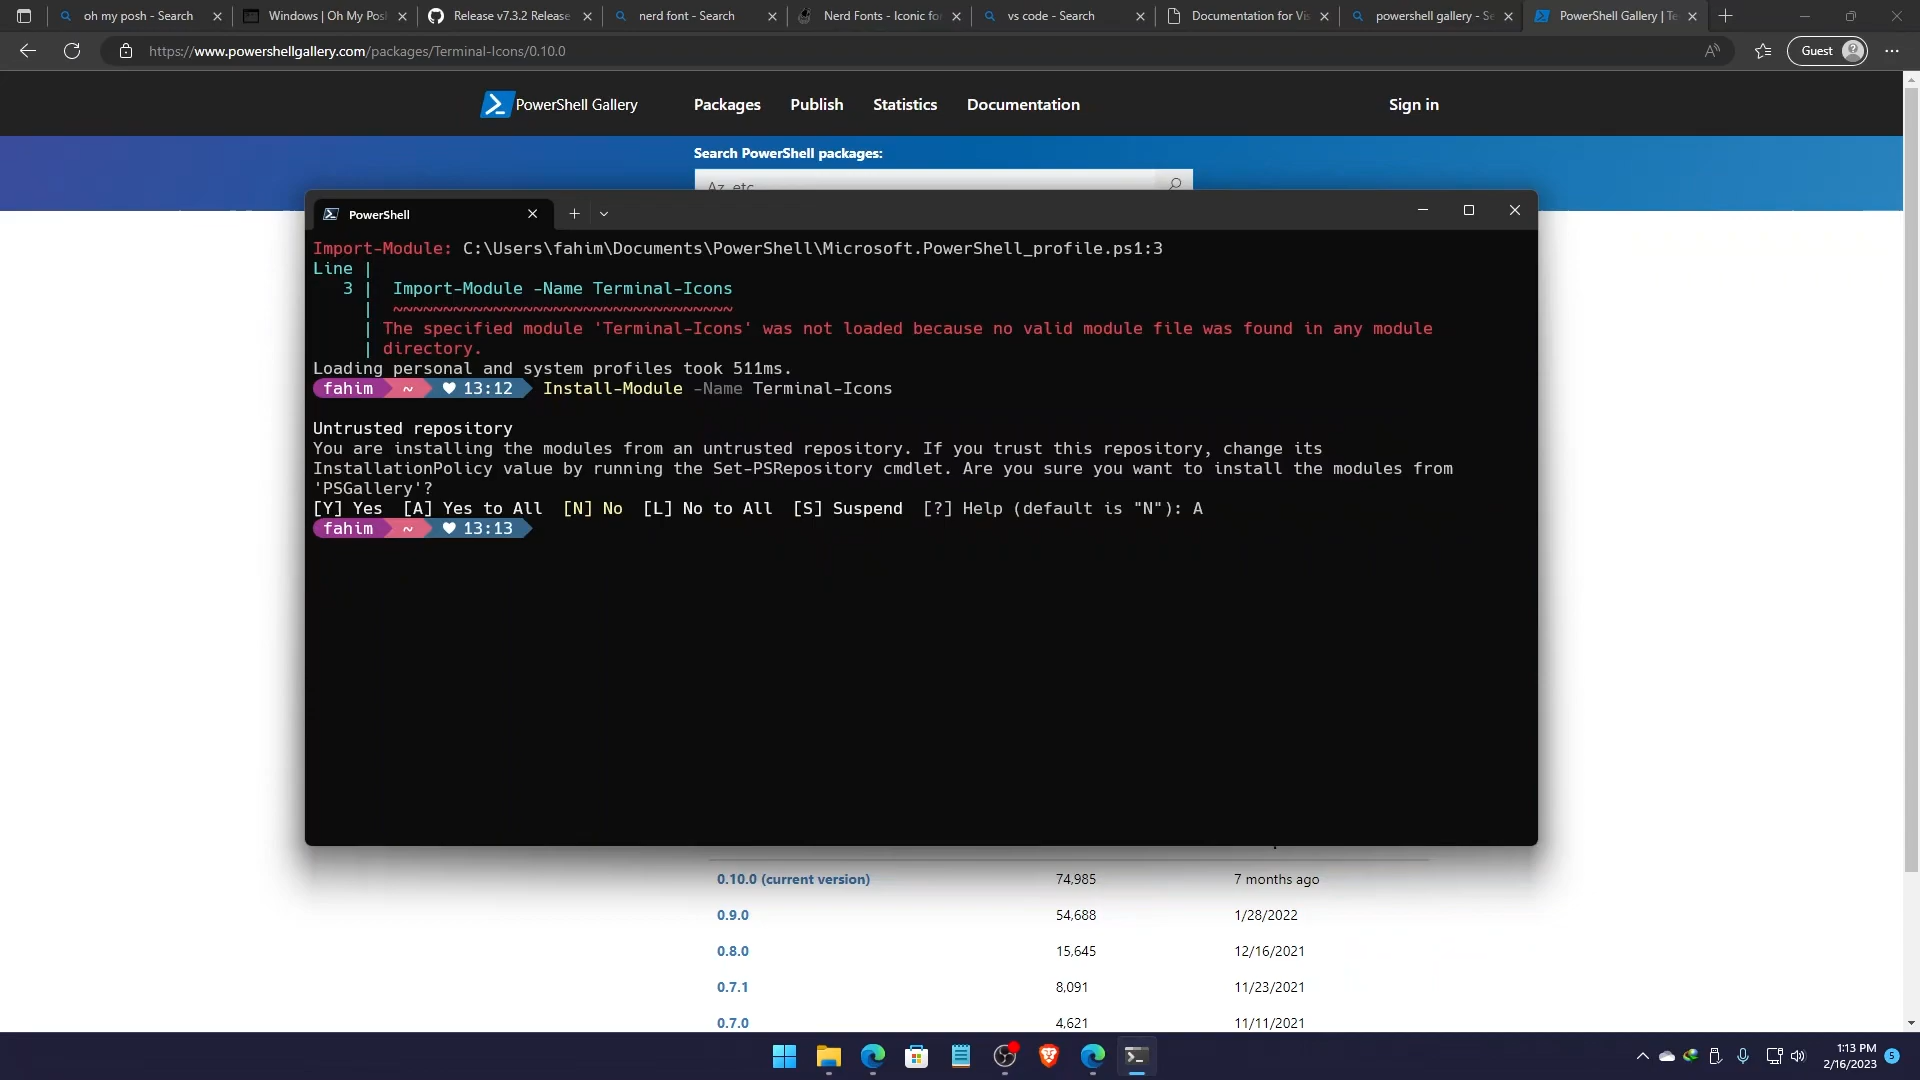 oh my posh - Search
Windows | Oh My Posh
Release v7.3.2 Release
nerd font - Search
Nerd Fonts - Iconic fo
vs code - Search
Documentation for Vis
powershell gallery - Se
PowerShell Gallery | Te
https://www.powershellgallery.com/packages/Terminal-Icons/0.10.0
Guest
PowerShell Gallery
Packages
Publish
Statistics
Documentation
Sign in
Search PowerShell packages:
Az, etc
PowerShell
Import-Module: C:\Users\fahim\Documents\PowerShell\Microsoft.PowerShell_profile.ps1:3
Line |
3 | Import-Module -Name Terminal-Icons
| ~~~~~~~~~~~~~~~~~~~~~~~~~~~~~~~~~~
| The specified module 'Terminal-Icons' was not loaded because no valid module file was found in any module
| directory.
Loading personal and system profiles took 511ms.
fahim ~ ♥ 13:12 Install-Module -Name Terminal-Icons
Untrusted repository
You are installing the modules from an untrusted repository. If you trust this repository, change its
InstallationPolicy value by running the Set-PSRepository cmdlet. Are you sure you want to install the modules from
'PSGallery'?
[Y] Yes [A] Yes to All [N] No [L] No to All [S] Suspend [?] Help (default is "N"): A
fahim ~ ♥ 13:13
0.10.0 (current version) 74,985 7 months ago
0.9.0 54,688 1/28/2022
0.8.0 15,645 12/16/2021
0.7.1 8,091 11/23/2021
0.7.0 4,621 11/11/2021
1:13 PM
2/16/2023
5